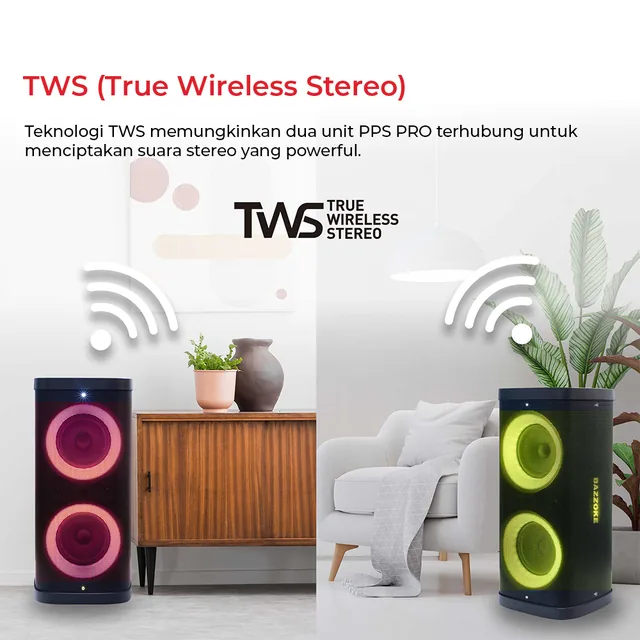 TWS (True Wireless Stereo)
Teknologi TWS memungkinkan dua unit PPS PRO terhubung untuk
menciptakan suara stereo yang powerful.
TWS TRUE
WIRELESS
STEREO
BAZZOKE